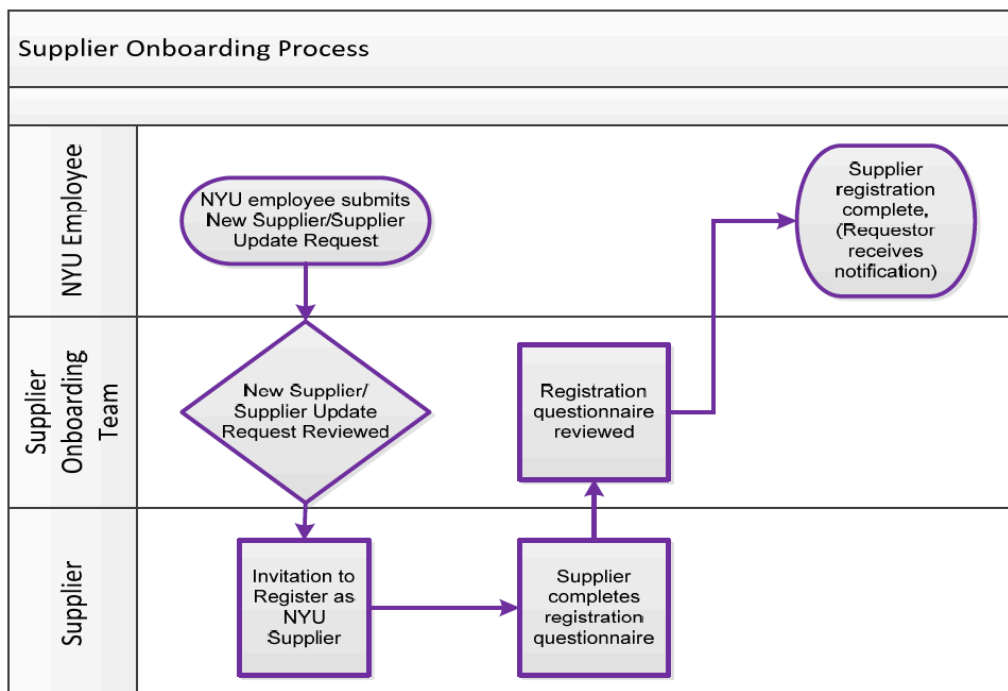 Supplier Onboarding Process
NYU Employee
NYU employee submits
New Supplier/Supplier
Update Request
Supplier
registration
complete,
(Requestor
receives
notification)
Supplier
Onboarding
Team
New Supplier/
Supplier Update
Request Reviewed
Registration
questionnaire
reviewed
Supplier
Invitation to
Register as
NYU
Supplier
Supplier
completes
registration
questionnaire